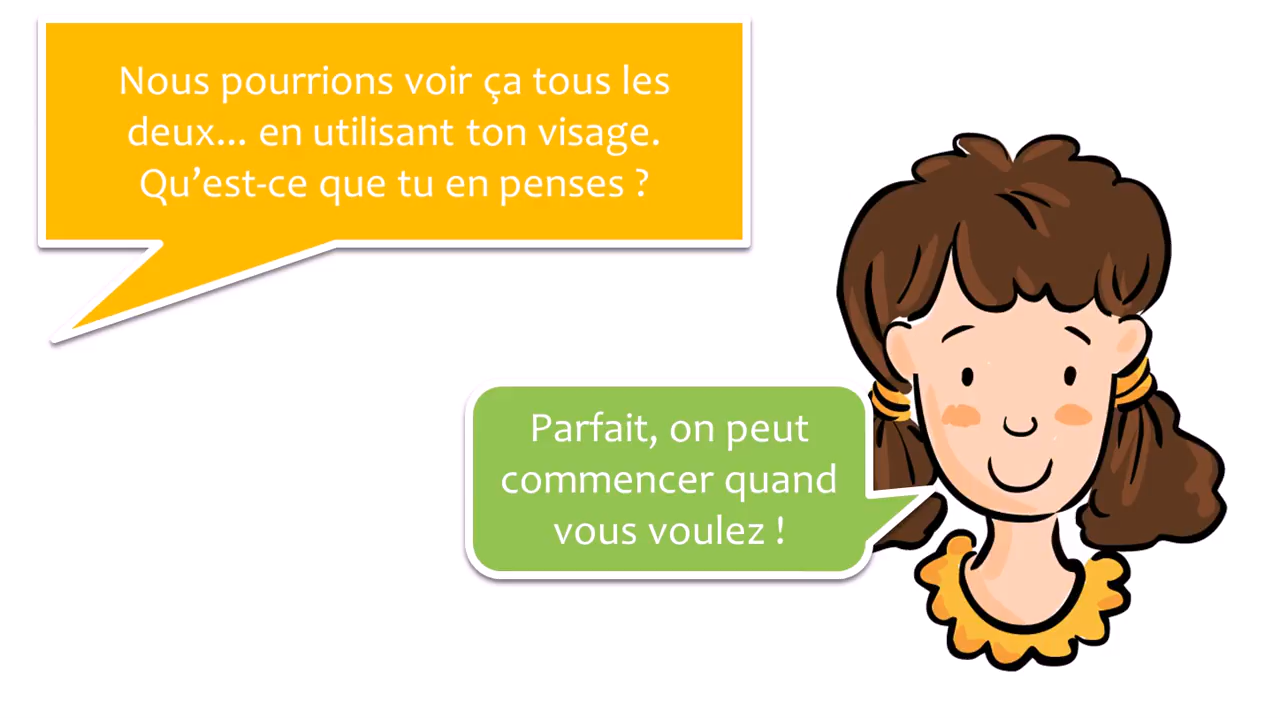 Nous pourrions voir ça tous les
deux... en utilisant ton visage.
Qu’est-ce que tu en penses ?
Parfait, on peut
commencer quand
vous voulez !